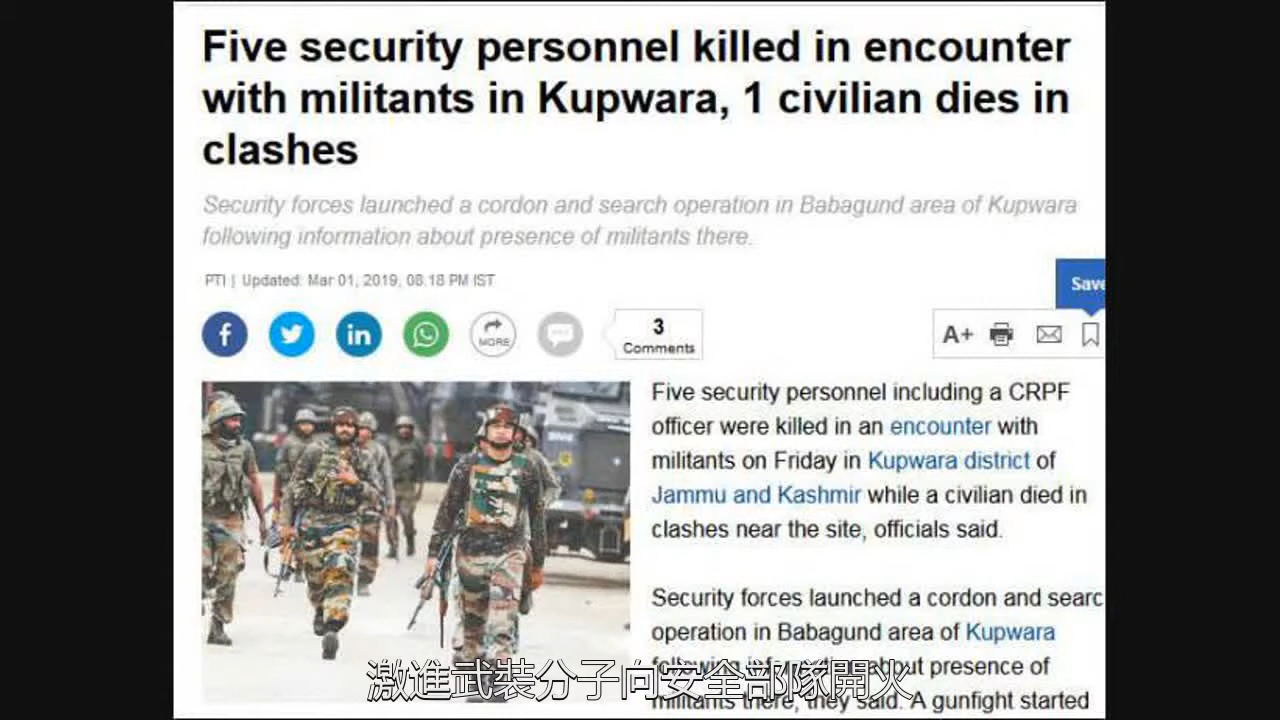 Five security personnel killed in encounter
with militants in Kupwara, 1 civilian dies in
clashes
Security forces launched a cordon and search operation in Babagund area of Kupwara
following information about presence of militants there.
PTI | Updated: Mar 01, 2019, 08.18 PM IST
Save
MORE
3
Comments
A+
Five security personnel including a CRPF
officer were killed in an encounter with
militants on Friday in Kupwara district of
Jammu and Kashmir while a civilian died in
clashes near the site, officials said.
Security forces launched a cordon and searc
operation in Babagund area of Kupwara
following information about presence of
militants there, they said. A gunfight started
激進武裝分子向安全部隊開火